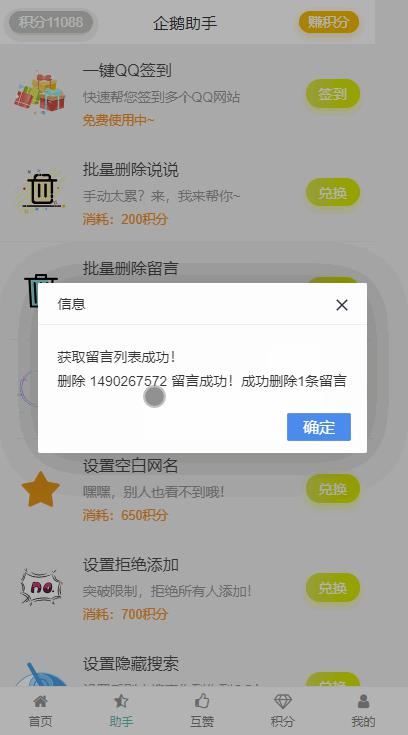 积分11088
企鹅助手
赚积分
一键QQ签到
快速帮您签到多个QQ网站
免费使用中~
签到
批量删除说说
手动太累？来，我来帮你~
消耗：200积分
兑换
批量删除留言
信息
获取留言列表成功！
删除 1490267572 留言成功！成功删除1条留言
确定
设置空白网名
嘿嘿，别人也看不到哦！
消耗：650积分
兑换
no.
设置拒绝添加
突破限制，拒绝所有人添加！
消耗：700积分
兑换
设置隐藏搜索
首页
助手
互赞
积分
我的